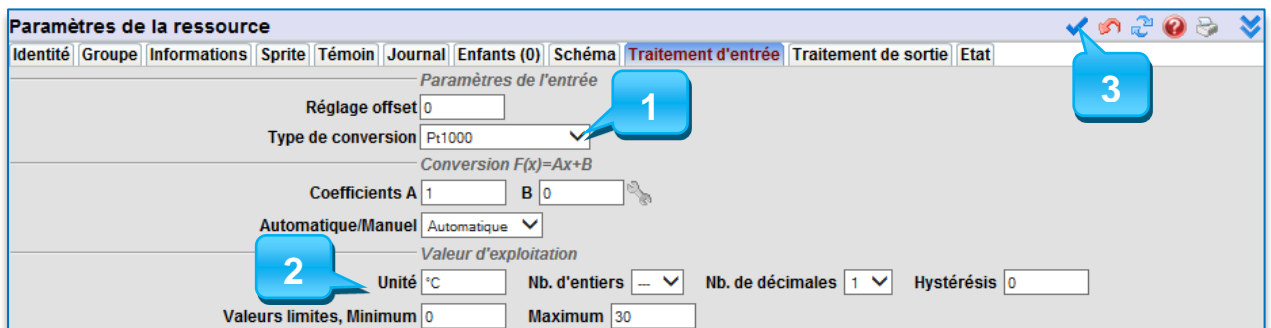 Paramètres de la ressource
Identité Groupe Informations Sprite Témoin Journal Enfants (0) Schéma Traitement d'entrée Traitement de sortie Etat
Paramètres de l'entrée
Réglage offset 0
1
3
Type de conversion Pt1000
Conversion F(x)=Ax+B
Coefficients A 1 B 0
Automatique/Manuel Automatique
Valeur d'exploitation
2
Unité °C Nb. d'entiers --- Nb. de décimales 1 Hystérésis 0
Valeurs limites, Minimum 0 Maximum 30